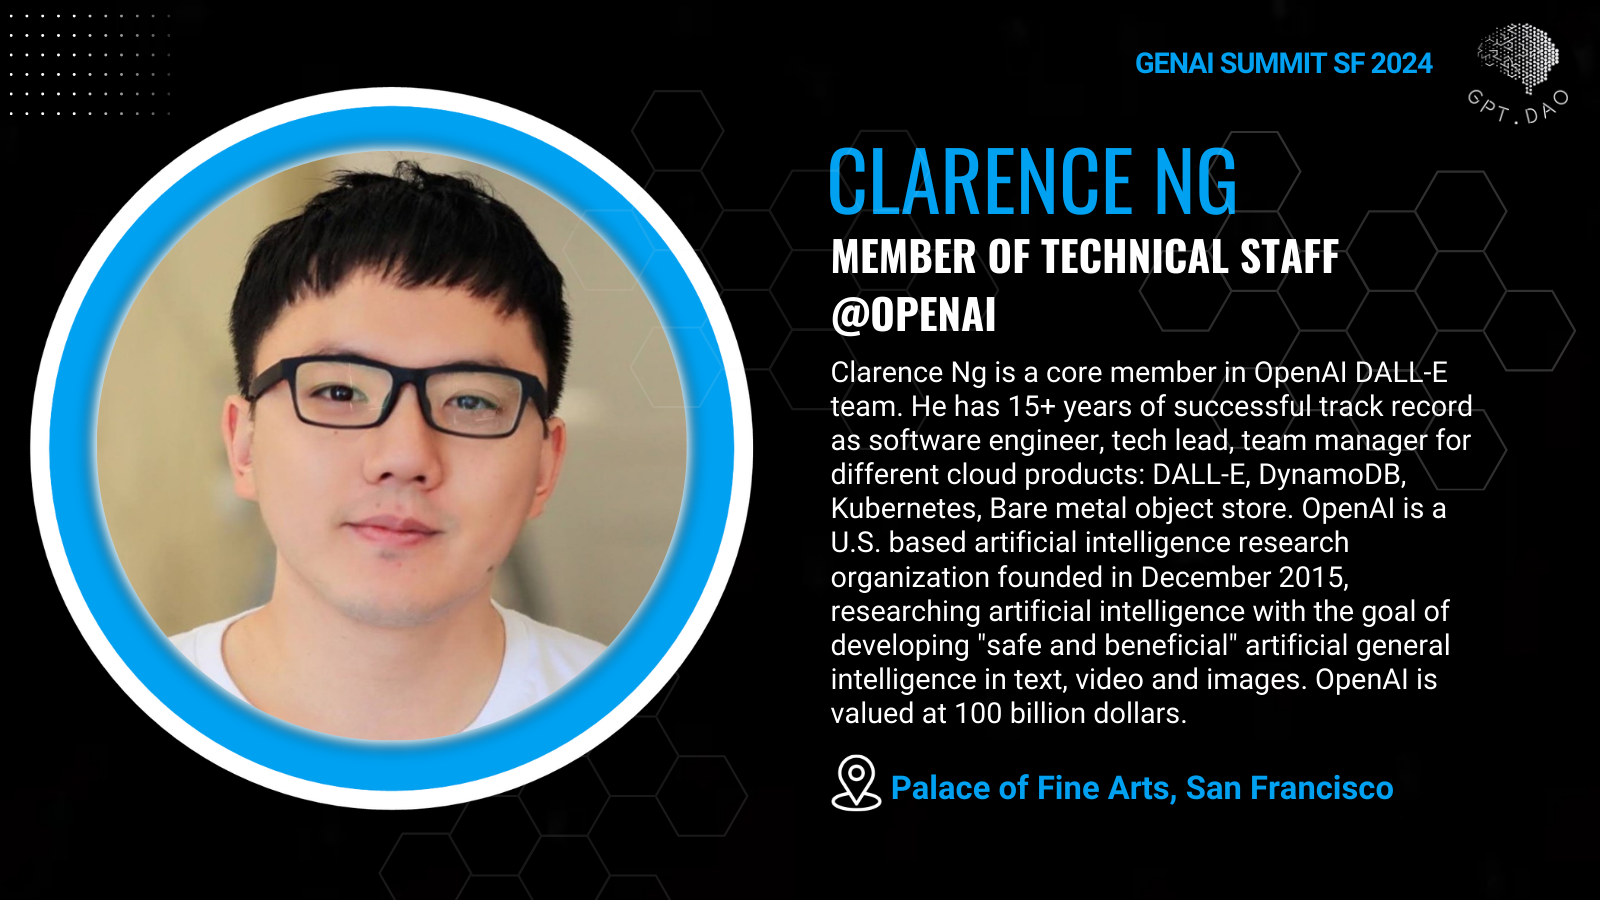 GENAI SUMMIT SF 2024
GPT.DAO
CLARENCE NG
MEMBER OF TECHNICAL STAFF
@OPENAI
Clarence Ng is a core member in OpenAI DALL-E
team. He has 15+ years of successful track record
as software engineer, tech lead, team manager for
different cloud products: DALL-E, DynamoDB,
Kubernetes, Bare metal object store. OpenAI is a
U.S. based artificial intelligence research
organization founded in December 2015,
researching artificial intelligence with the goal of
developing "safe and beneficial" artificial general
intelligence in text, video and images. OpenAI is
valued at 100 billion dollars.
Palace of Fine Arts, San Francisco